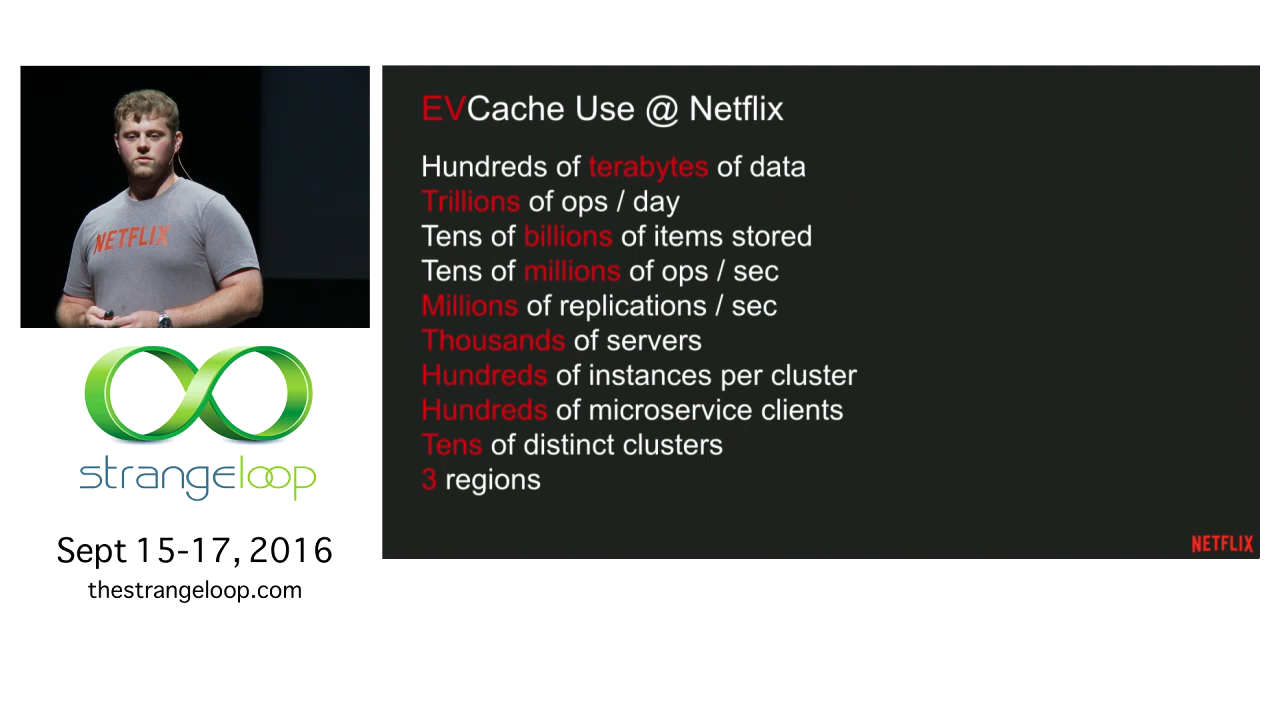 NETFLIX
strangeloop
Sept 15-17, 2016
thestrangeloop.com
EVCache Use @ Netflix
Hundreds of terabytes of data
Trillions of ops / day
Tens of billions of items stored
Tens of millions of ops / sec
Millions of replications / sec
Thousands of servers
Hundreds of instances per cluster
Hundreds of microservice clients
Tens of distinct clusters
3 regions
NETFLIX